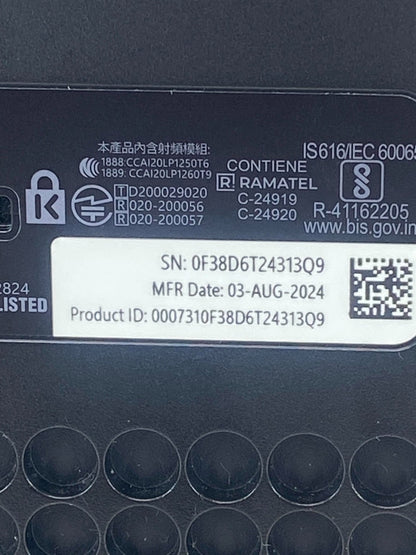 本產品內含射頻模組:
1888: CCAI20LP1250T6
1889: CCAI20LP1260T9
CONTIENE
RAMATEL
C-24919
C-24920
IS616/IEC 60065
R-41162205
www.bis.gov.in
K
T D200029020
R 020-200056
R 020-200057
2824
LISTED
SN: 0F38D6T24313Q9
MFR Date: 03-AUG-2024
Product ID: 0007310F38D6T24313Q9